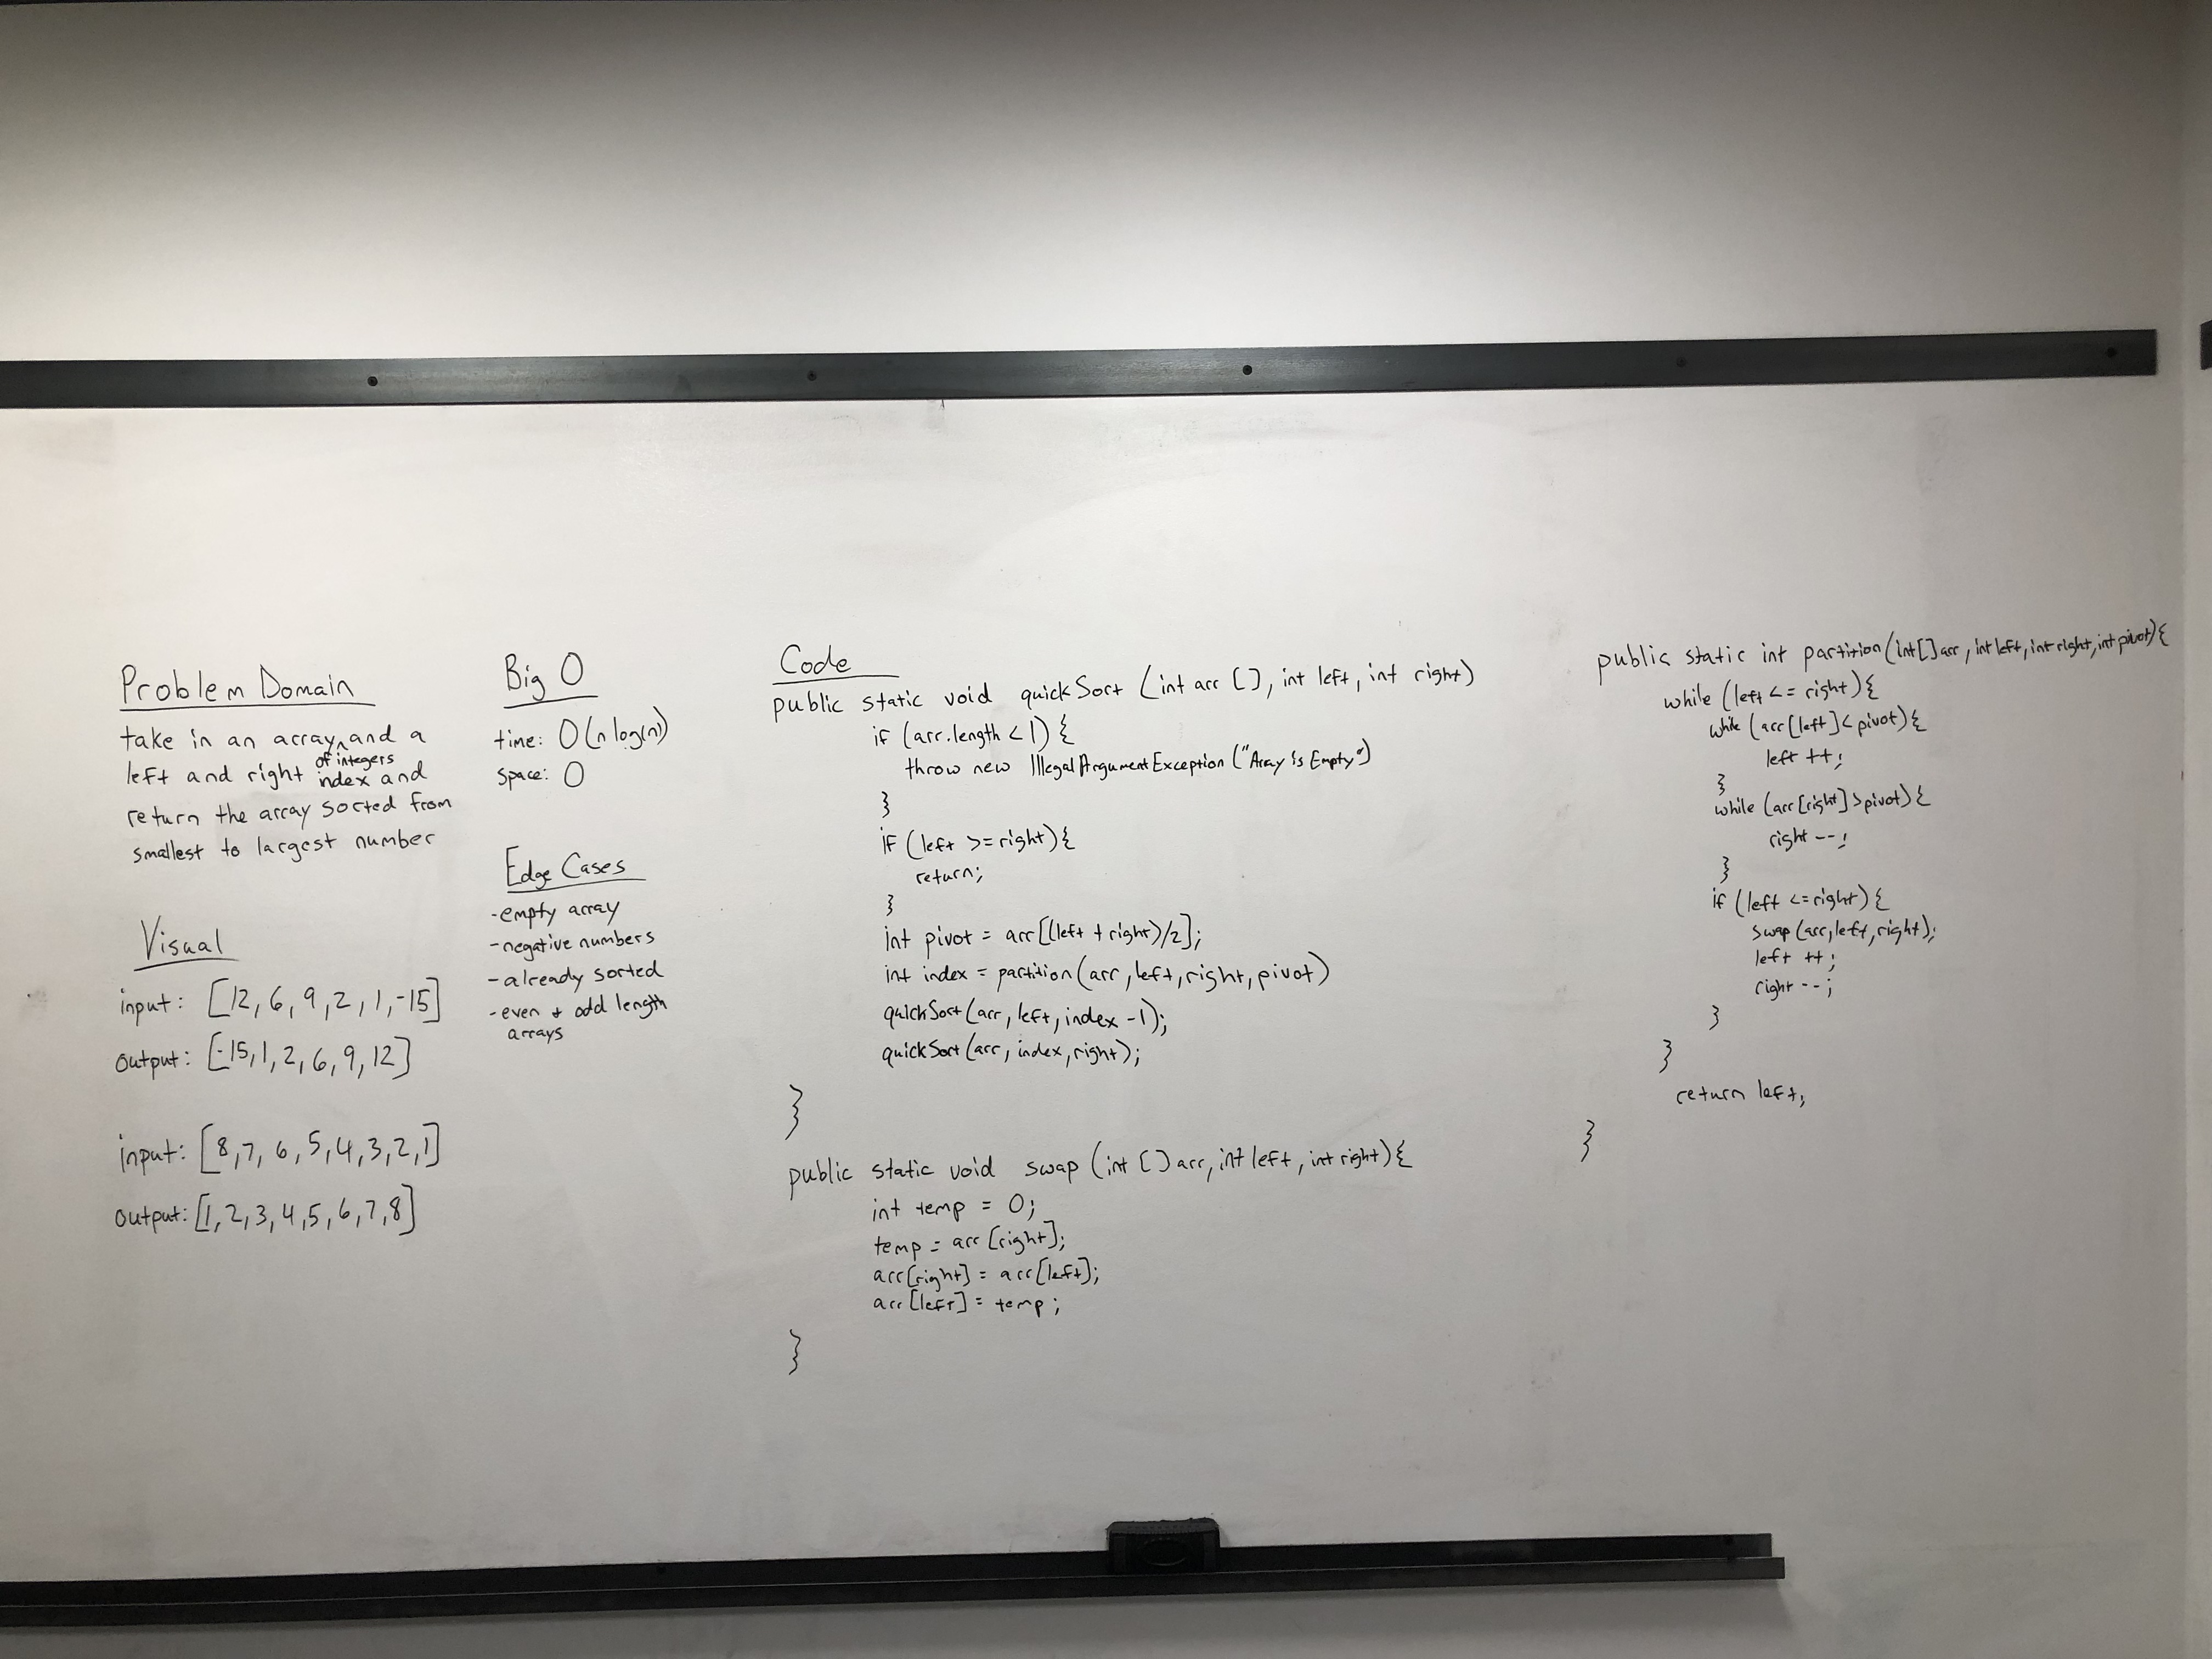 Problem Domain
take in an array ^ and a
of integers
left and right index and
return the array sorted from
smallest to largest number
Visual
input: [12, 6, 9, 2, 1, -15]
output: [-15, 1, 2, 6, 9, 12]
input: [8, 7, 6, 5, 4, 3, 2, 1]
output: [1, 2, 3, 4, 5, 6, 7, 8]
Big O
time: O(n log(n))
space: O
Edge Cases
- empty array
- negative numbers
- already sorted
- even + odd length
arrays
Code
public static void quickSort (int arr [], int left, int right)
if (arr.length < 1) {
throw new IllegalArgumentException ("Array is Empty")
}
if (left >= right) {
return;
}
int pivot = arr[(left + right)/2];
int index = partition(arr, left, right, pivot)
quickSort(arr, left, index -1);
quickSort(arr, index, right);
}
public static void swap (int [] arr, int left, int right) {
int temp = 0;
temp = arr [right];
arr[right] = arr[left];
arr[left] = temp;
}
public static int partition (int[] arr, int left, int right, int pivot) {
while (left <= right) {
while (arr[left] < pivot) {
left ++;
}
while (arr[right] > pivot) {
right --;
}
if (left <= right) {
swap (arr, left, right);
left ++;
right --;
}
}
return left;
}